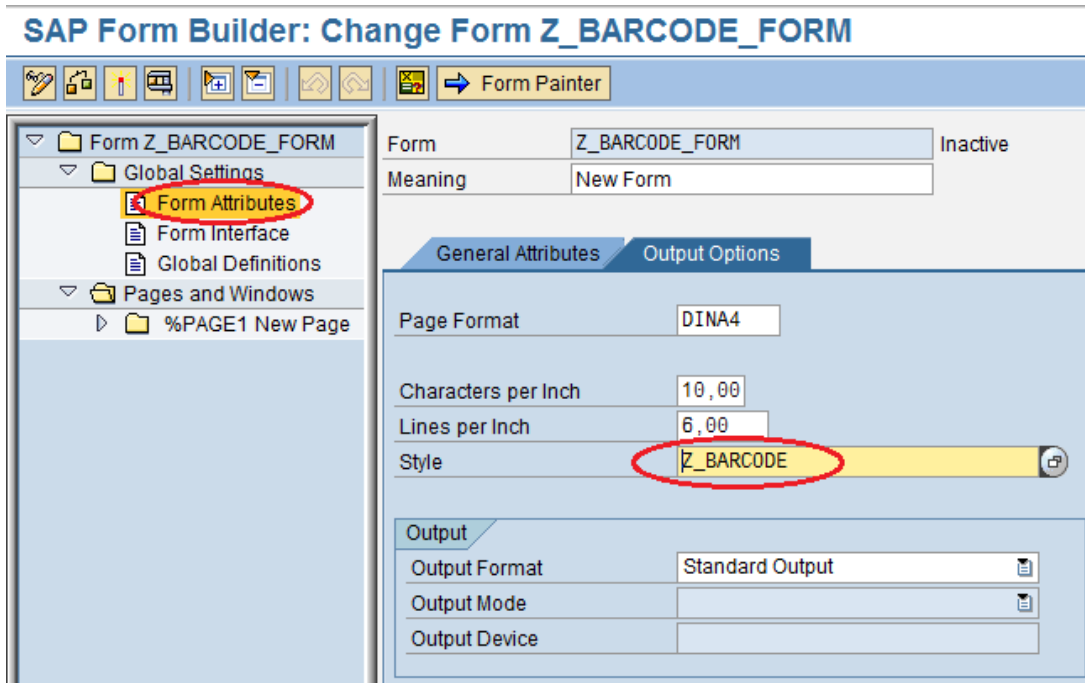 SAP Form Builder: Change Form Z_BARCODE_FORM
Form Painter
Form Z_BARCODE_FORM
Global Settings
Form Attributes
Form Interface
Global Definitions
Pages and Windows
%PAGE1 New Page
Form Z_BARCODE_FORM Inactive
Meaning New Form
General Attributes Output Options
Page Format DINA4
Characters per Inch 10,00
Lines per Inch 6,00
Style Z_BARCODE
Output
Output Format Standard Output
Output Mode
Output Device